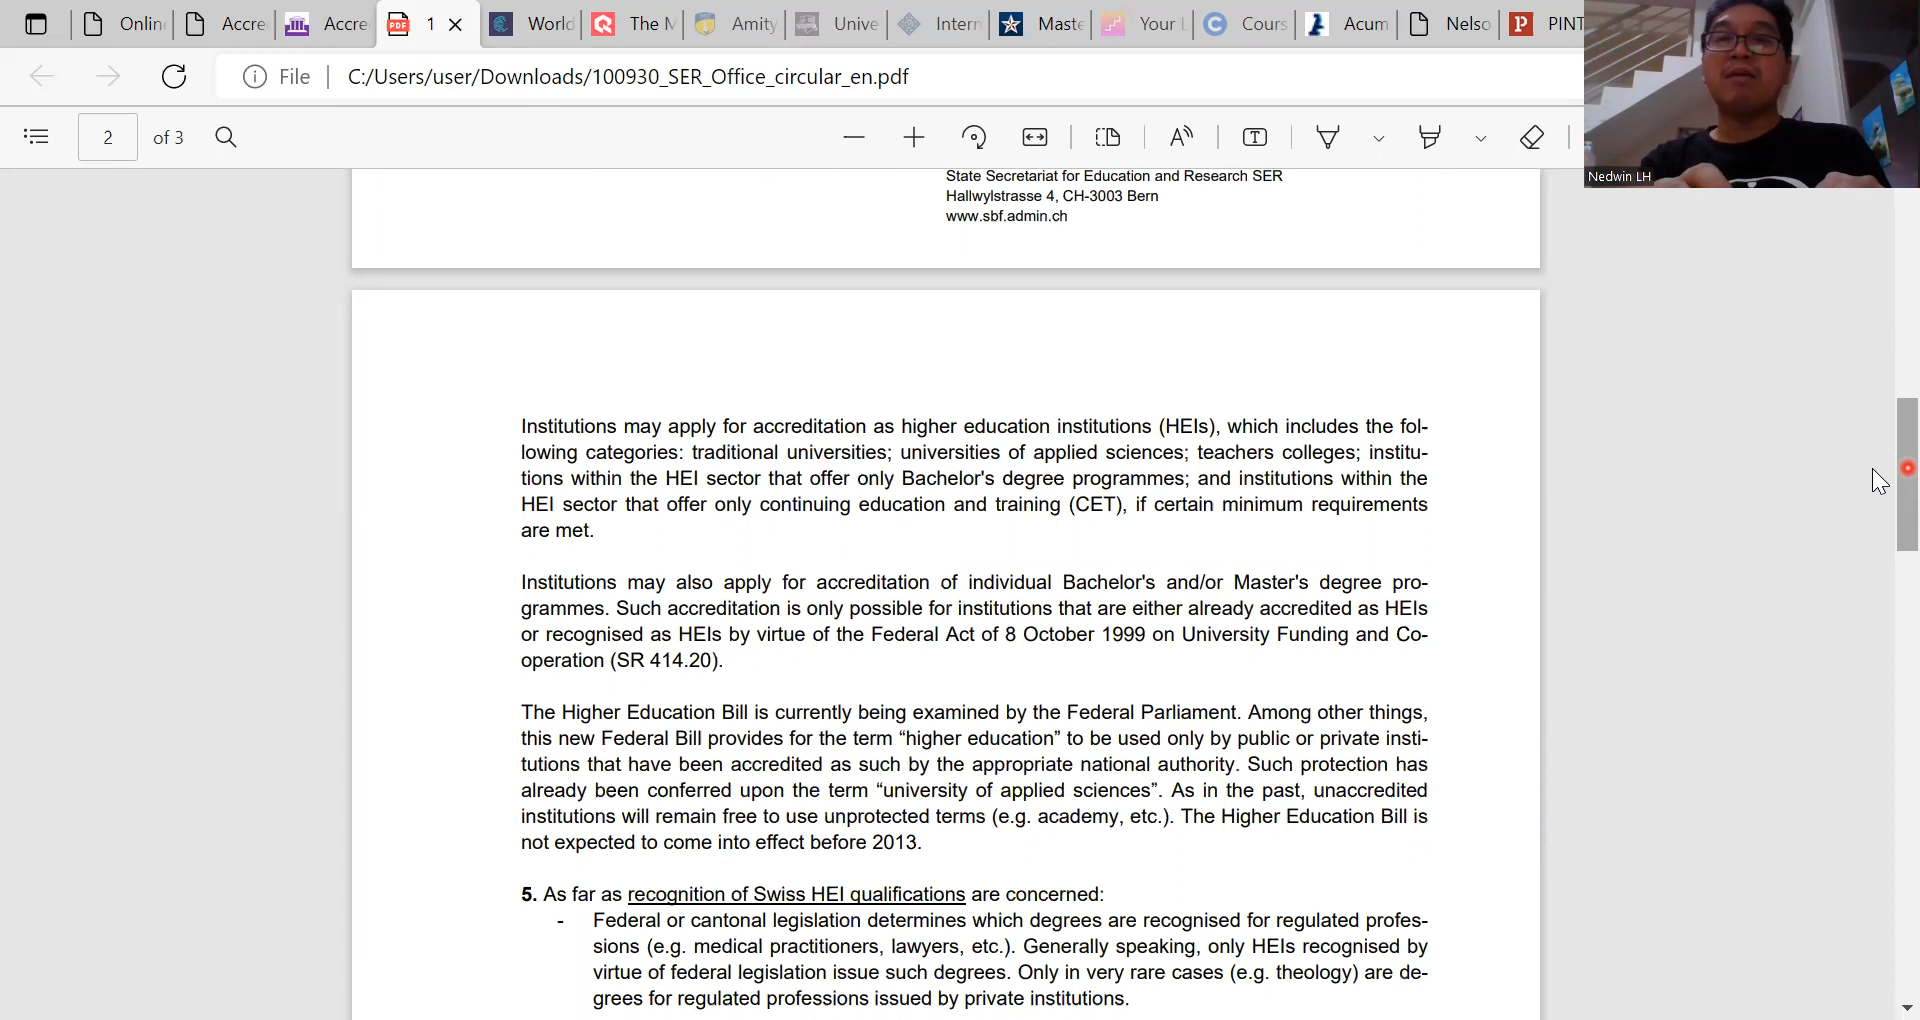 Onlin
Accre
Accre
1
World
The M
Amity
Unive
Intern
Maste
Your L
Cours
Acum
Nelso
PINT
File
C:/Users/user/Downloads/100930_SER_Office_circular_en.pdf
2
of 3
Nedwin LH
State Secretariat for Education and Research SER
Hallwylstrasse 4, CH-3003 Bern
www.sbf.admin.ch
Institutions may apply for accreditation as higher education institutions (HEIs), which includes the fol-
lowing categories: traditional universities; universities of applied sciences; teachers colleges; institu-
tions within the HEI sector that offer only Bachelor's degree programmes; and institutions within the
HEI sector that offer only continuing education and training (CET), if certain minimum requirements
are met.
Institutions may also apply for accreditation of individual Bachelor's and/or Master's degree pro-
grammes. Such accreditation is only possible for institutions that are either already accredited as HEIs
or recognised as HEIs by virtue of the Federal Act of 8 October 1999 on University Funding and Co-
operation (SR 414.20).
The Higher Education Bill is currently being examined by the Federal Parliament. Among other things,
this new Federal Bill provides for the term “higher education” to be used only by public or private insti-
tutions that have been accredited as such by the appropriate national authority. Such protection has
already been conferred upon the term “university of applied sciences”. As in the past, unaccredited
institutions will remain free to use unprotected terms (e.g. academy, etc.). The Higher Education Bill is
not expected to come into effect before 2013.
5. As far as recognition of Swiss HEI qualifications are concerned:
- Federal or cantonal legislation determines which degrees are recognised for regulated profes-
sions (e.g. medical practitioners, lawyers, etc.). Generally speaking, only HEIs recognised by
virtue of federal legislation issue such degrees. Only in very rare cases (e.g. theology) are de-
grees for regulated professions issued by private institutions.